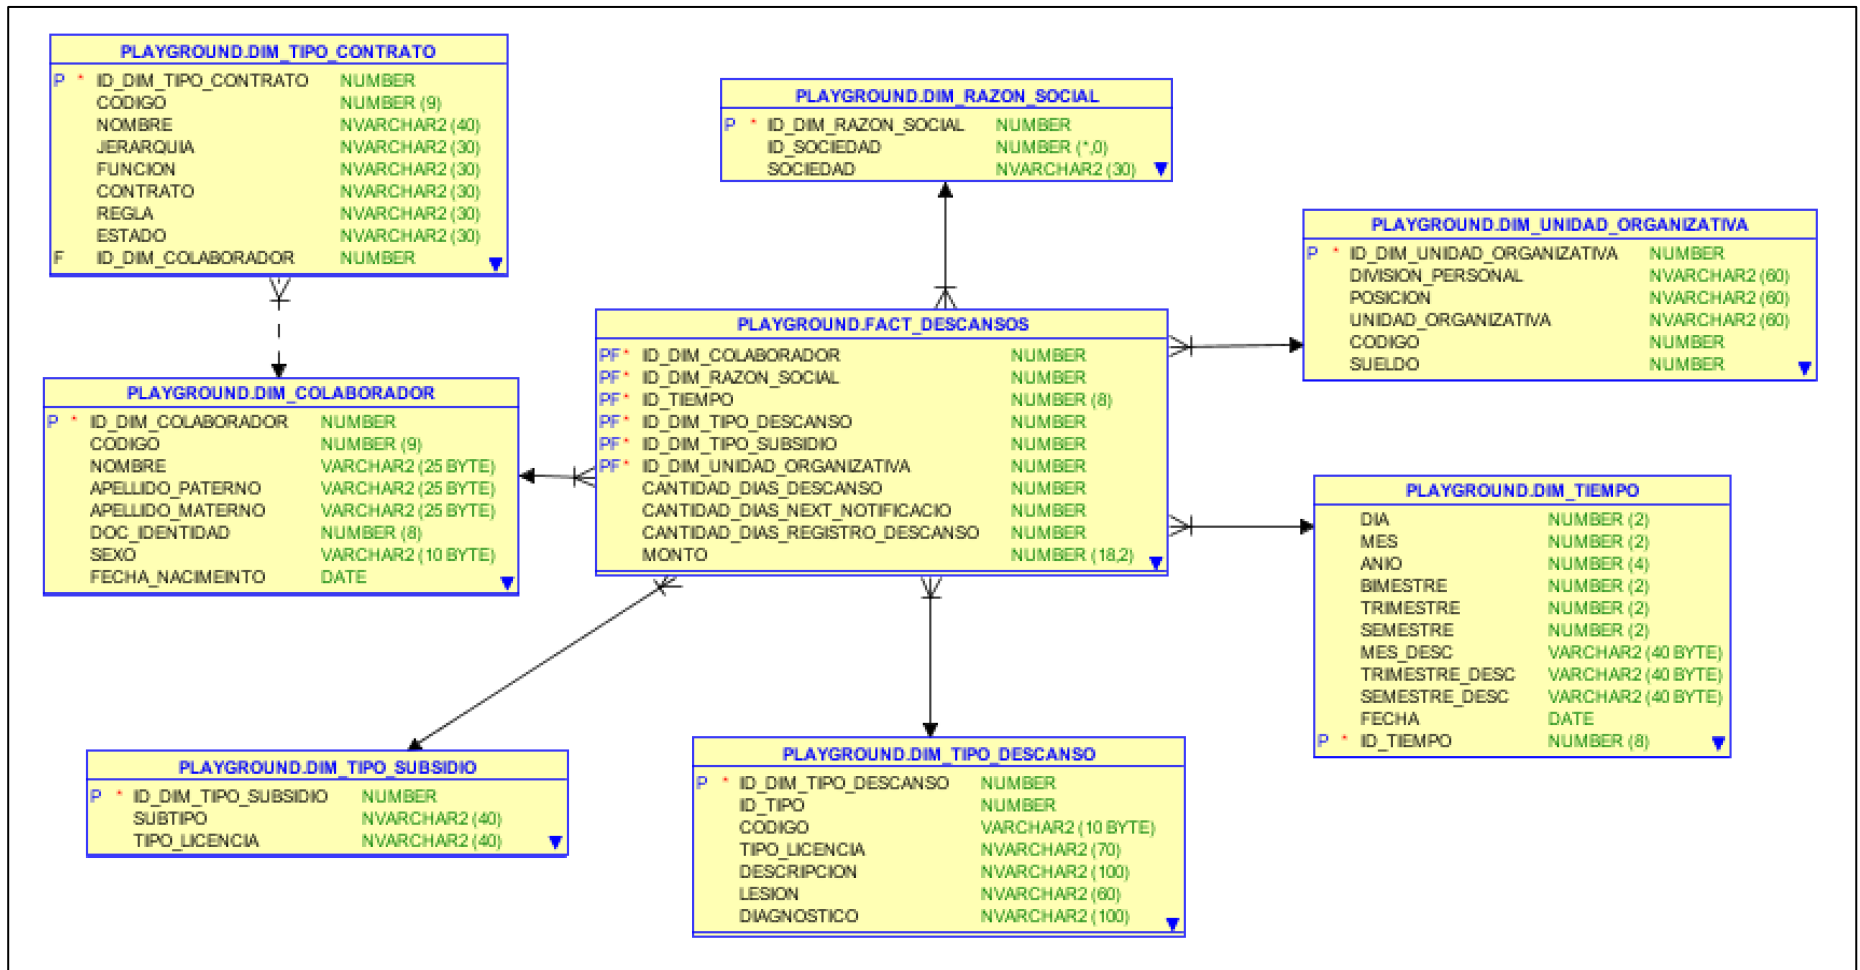 PLAYGROUND.DIM_TIPO_CONTRATO
P * ID_DIM_TIPO_CONTRATO NUMBER
CODIGO NUMBER (9)
NOMBRE NVARCHAR2 (40)
JERARQUIA NVARCHAR2 (30)
FUNCION NVARCHAR2 (30)
CONTRATO NVARCHAR2 (30)
REGLA NVARCHAR2 (30)
ESTADO NVARCHAR2 (30)
F ID_DIM_COLABORADOR NUMBER
PLAYGROUND.DIM_RAZON_SOCIAL
P * ID_DIM_RAZON_SOCIAL NUMBER
ID_SOCIEDAD NUMBER (*,0)
SOCIEDAD NVARCHAR2 (30)
PLAYGROUND.DIM_UNIDAD_ORGANIZATIVA
P * ID_DIM_UNIDAD_ORGANIZATIVA NUMBER
DIVISION_PERSONAL NVARCHAR2 (60)
POSICION NVARCHAR2 (60)
UNIDAD_ORGANIZATIVA NVARCHAR2 (60)
CODIGO NUMBER
SUELDO NUMBER
PLAYGROUND.FACT_DESCANSOS
PF * ID_DIM_COLABORADOR NUMBER
PF * ID_DIM_RAZON_SOCIAL NUMBER
PF * ID_TIEMPO NUMBER (8)
PF * ID_DIM_TIPO_DESCANSO NUMBER
PF * ID_DIM_TIPO_SUBSIDIO NUMBER
PF * ID_DIM_UNIDAD_ORGANIZATIVA NUMBER
CANTIDAD_DIAS_DESCANSO NUMBER
CANTIDAD_DIAS_NEXT_NOTIFICACIO NUMBER
CANTIDAD_DIAS_REGISTRO_DESCANSO NUMBER
MONTO NUMBER (18,2)
PLAYGROUND.DIM_COLABORADOR
P * ID_DIM_COLABORADOR NUMBER
CODIGO NUMBER (9)
NOMBRE VARCHAR2 (25 BYTE)
APELLIDO_PATERNO VARCHAR2 (25 BYTE)
APELLIDO_MATERNO VARCHAR2 (25 BYTE)
DOC_IDENTIDAD NUMBER (8)
SEXO VARCHAR2 (10 BYTE)
FECHA_NACIMEINTO DATE
PLAYGROUND.DIM_TIEMPO
DIA NUMBER (2)
MES NUMBER (2)
ANIO NUMBER (4)
BIMESTRE NUMBER (2)
TRIMESTRE NUMBER (2)
SEMESTRE NUMBER (2)
MES_DESC VARCHAR2 (40 BYTE)
TRIMESTRE_DESC VARCHAR2 (40 BYTE)
SEMESTRE_DESC VARCHAR2 (40 BYTE)
FECHA DATE
P * ID_TIEMPO NUMBER (8)
PLAYGROUND.DIM_TIPO_SUBSIDIO
P * ID_DIM_TIPO_SUBSIDIO NUMBER
SUBTIPO NVARCHAR2 (40)
TIPO_LICENCIA NVARCHAR2 (40)
PLAYGROUND.DIM_TIPO_DESCANSO
P * ID_DIM_TIPO_DESCANSO NUMBER
ID_TIPO NUMBER
CODIGO VARCHAR2 (10 BYTE)
TIPO_LICENCIA NVARCHAR2 (70)
DESCRIPCION NVARCHAR2 (100)
LESION NVARCHAR2 (60)
DIAGNOSTICO NVARCHAR2 (100)